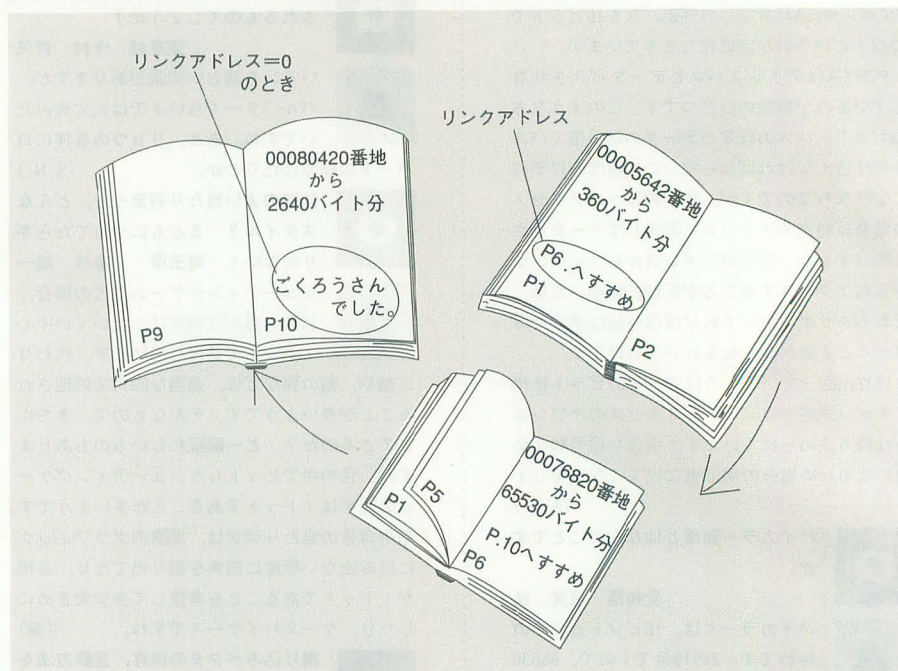 リンクアドレス＝0
のとき
00080420番地
から
2640バイト分
ごくろうさん
でした。
P9
P10
リンクアドレス
00005642番地
から
360バイト分
P6.へすすめ
P1
P2
00076820番地
から
65530バイト分
P.10へすすめ
P1
P5
P6